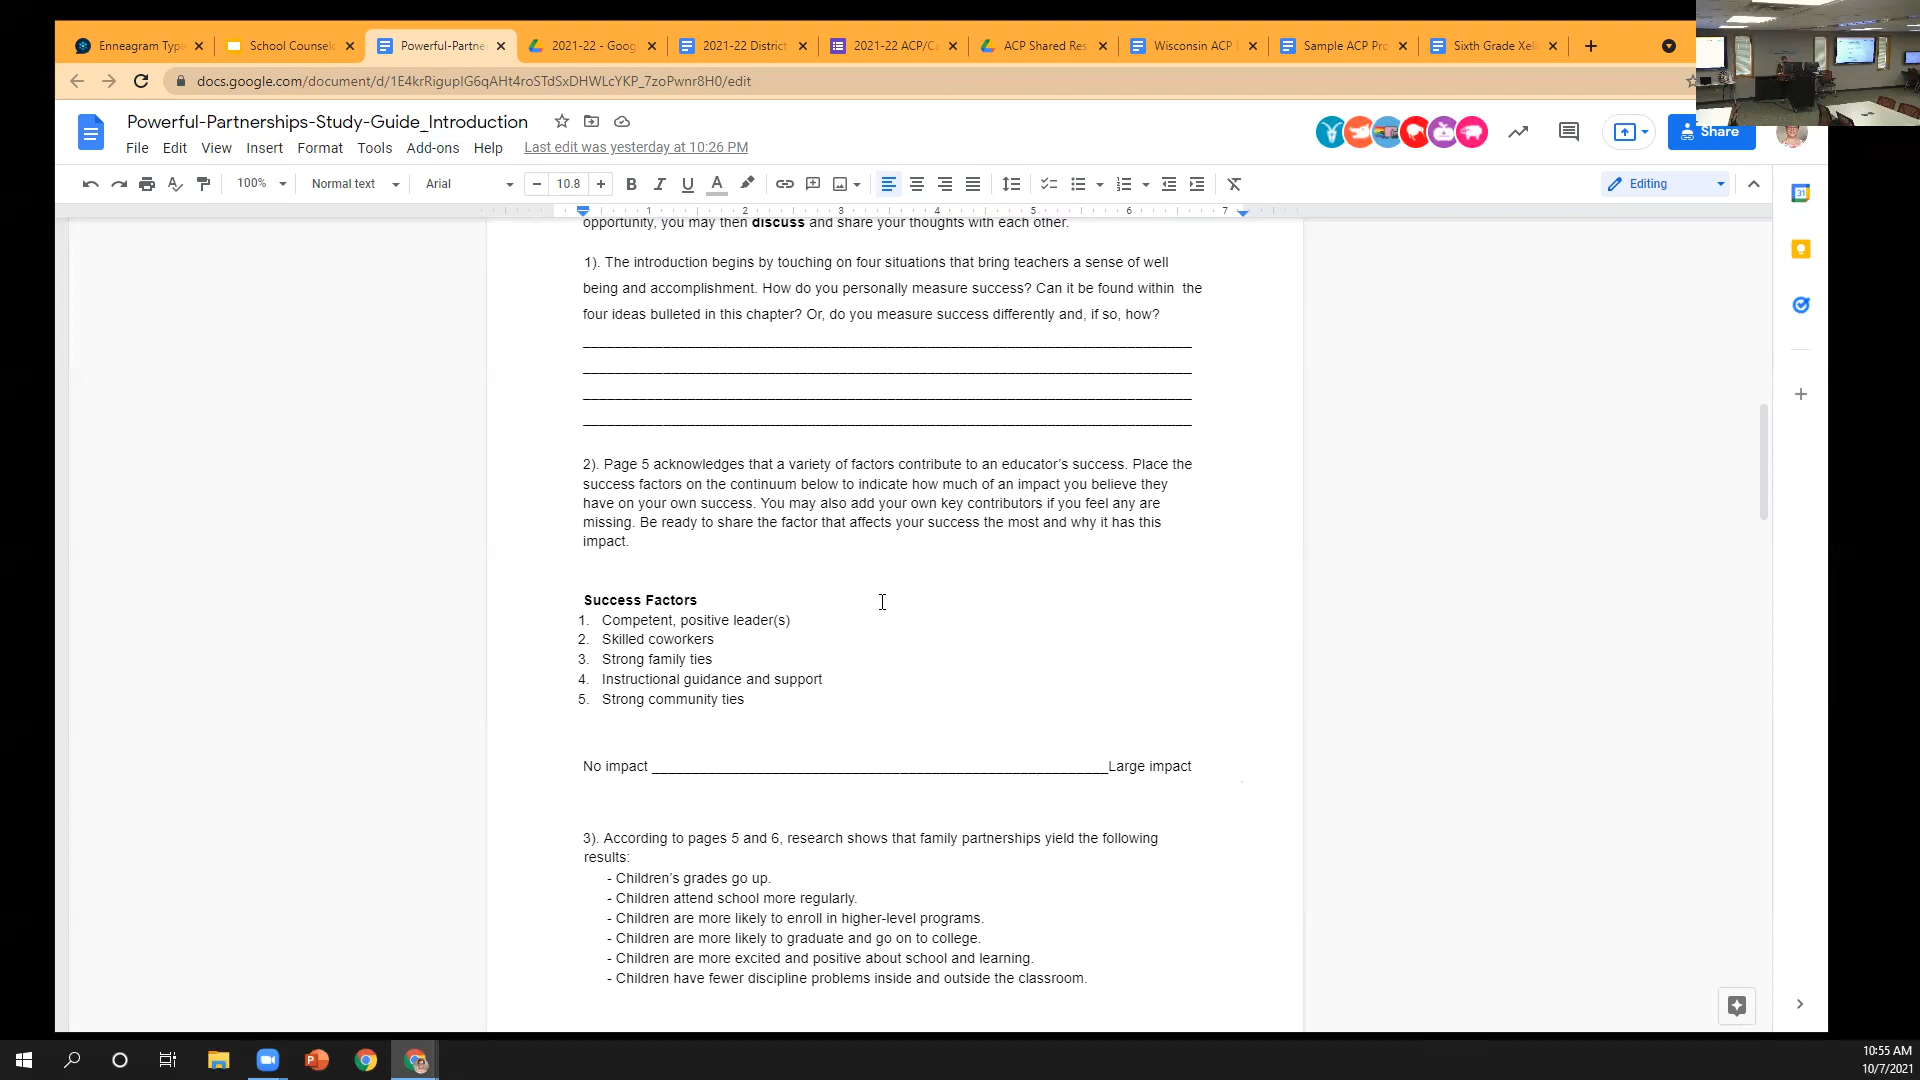 Enneagram Type
School Counsel
Powerful-Partne
2021-22 - Goog
2021-22 District
2021-22 ACP/Ca
ACP Shared Res
Wisconsin ACP L
Sample ACP Pro
Sixth Grade Xell
docs.google.com/document/d/1E4krRigupIG6qAHt4roSTdSxDHWLcYKP_7zoPwnr8H0/edit
Powerful-Partnerships-Study-Guide_Introduction
File Edit View Insert Format Tools Add-ons Help Last edit was yesterday at 10:26 PM
Share
100% Normal text Arial 10.8 Editing
1 2 3 4 5 6 7
opportunity, you may then discuss and share your thoughts with each other.
1). The introduction begins by touching on four situations that bring teachers a sense of well
being and accomplishment. How do you personally measure success? Can it be found within the
four ideas bulleted in this chapter? Or, do you measure success differently and, if so, how?
2). Page 5 acknowledges that a variety of factors contribute to an educator's success. Place the
success factors on the continuum below to indicate how much of an impact you believe they
have on your own success. You may also add your own key contributors if you feel any are
missing. Be ready to share the factor that affects your success the most and why it has this
impact.
Success Factors
1. Competent, positive leader(s)
2. Skilled coworkers
3. Strong family ties
4. Instructional guidance and support
5. Strong community ties
No impact ________________________________________________________Large impact
3). According to pages 5 and 6, research shows that family partnerships yield the following
results:
- Children's grades go up.
- Children attend school more regularly.
- Children are more likely to enroll in higher-level programs.
- Children are more likely to graduate and go on to college.
- Children are more excited and positive about school and learning.
- Children have fewer discipline problems inside and outside the classroom.
10:55 AM
10/7/2021